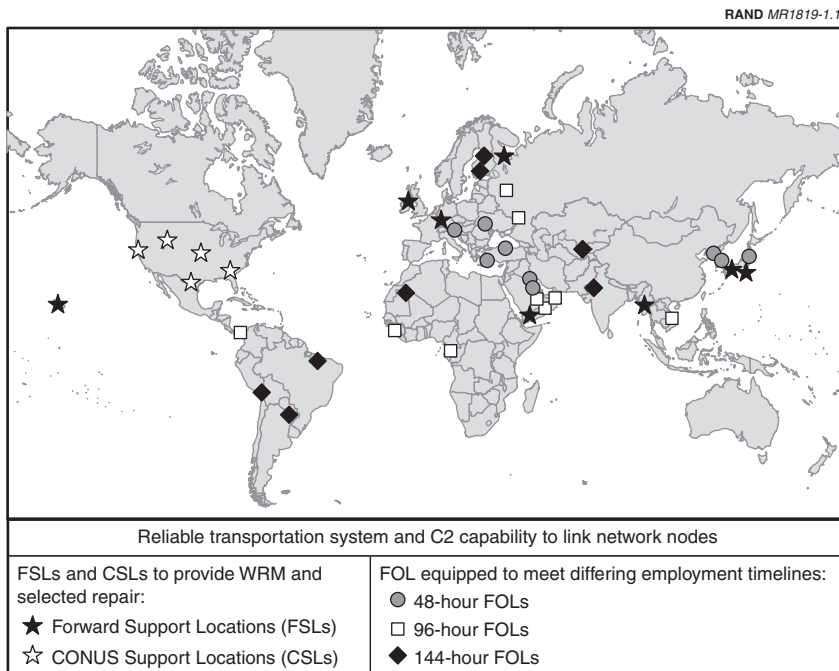 RAND MR1819-1.1
Reliable transportation system and C2 capability to link network nodes
FSLs and CSLs to provide WRM and
selected repair:
Forward Support Locations (FSLs)
CONUS Support Locations (CSLs)
FOL equipped to meet differing employment timelines:
48-hour FOLs
96-hour FOLs
144-hour FOLs